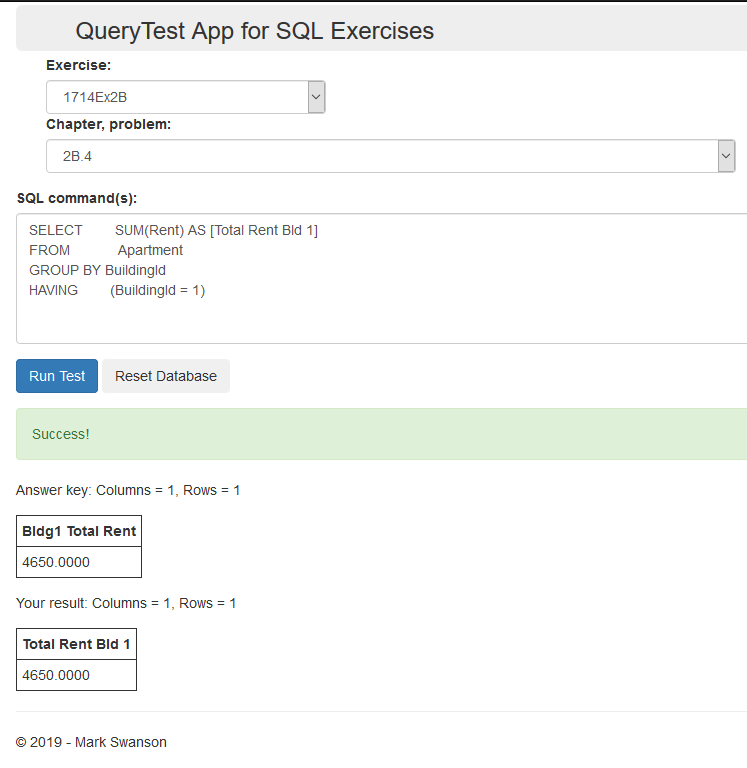 QueryTest App for SQL Exercises
Exercise:
1714Ex2B
Chapter, problem:
2B.4
SQL command(s):
SELECT SUM(Rent) AS [Total Rent Bld 1]
FROM Apartment
GROUP BY BuildingId
HAVING (BuildingId = 1)
Run Test Reset Database
Success!
Answer key: Columns = 1, Rows = 1
Bldg1 Total Rent
4650.0000
Your result: Columns = 1, Rows = 1
Total Rent Bld 1
4650.0000
© 2019 - Mark Swanson